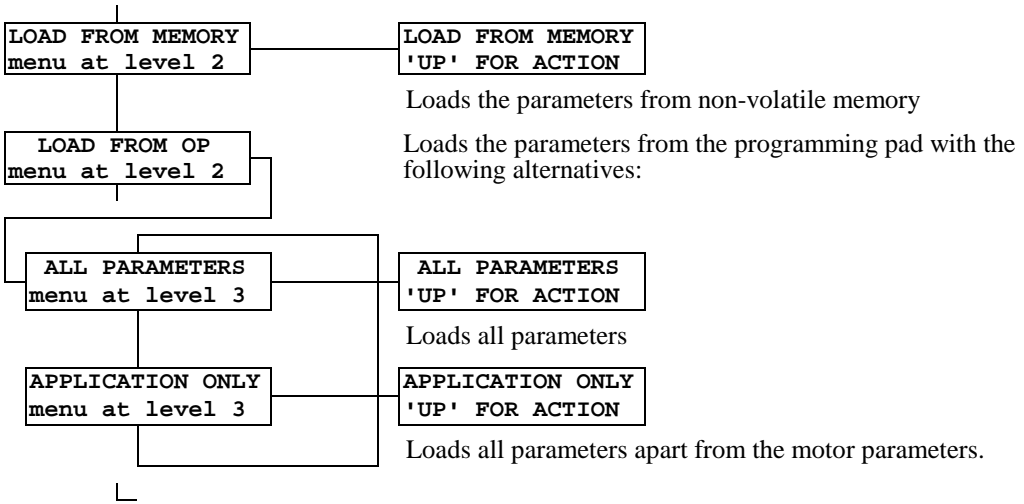 LOAD FROM MEMORY
menu at level 2
LOAD FROM MEMORY
'UP' FOR ACTION
Loads the parameters from non-volatile memory
LOAD FROM OP
menu at level 2
Loads the parameters from the programming pad with the
following alternatives:
ALL PARAMETERS
menu at level 3
ALL PARAMETERS
'UP' FOR ACTION
Loads all parameters
APPLICATION ONLY
menu at level 3
APPLICATION ONLY
'UP' FOR ACTION
Loads all parameters apart from the motor parameters.